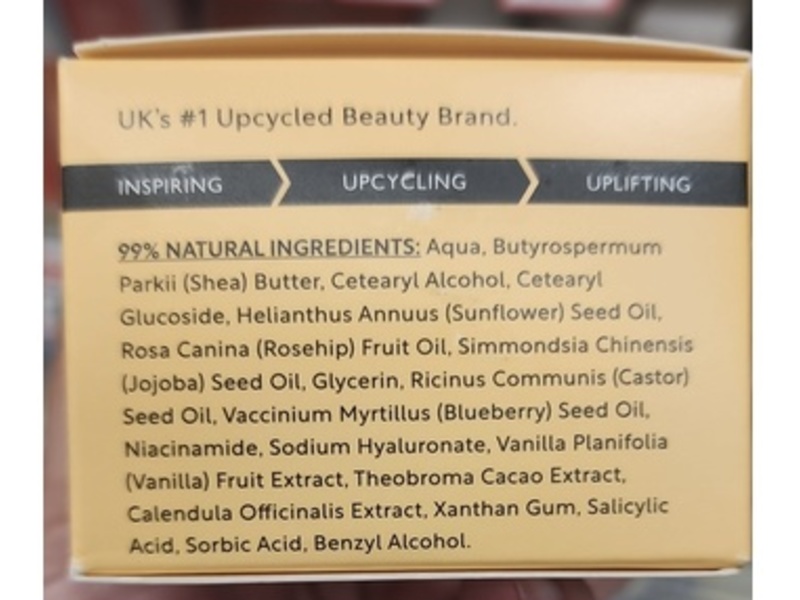 UK's #1 Upcycled Beauty Brand.
INSPIRING UPCYCLING UPLIFTING
99% NATURAL INGREDIENTS: Aqua, Butyrospermum
Parkii (Shea) Butter, Cetearyl Alcohol, Cetearyl
Glucoside, Helianthus Annuus (Sunflower) Seed Oil,
Rosa Canina (Rosehip) Fruit Oil, Simmondsia Chinensis
(Jojoba) Seed Oil, Glycerin, Ricinus Communis (Castor)
Seed Oil, Vaccinium Myrtillus (Blueberry) Seed Oil,
Niacinamide, Sodium Hyaluronate, Vanilla Planifolia
(Vanilla) Fruit Extract, Theobroma Cacao Extract,
Calendula Officinalis Extract, Xanthan Gum, Salicylic
Acid, Sorbic Acid, Benzyl Alcohol.